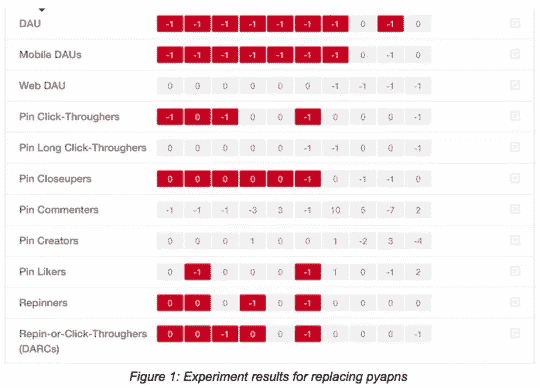 DAU -1 -1 -1 -1 -1 -1 -1 0 -1 0
Mobile DAUs -1 -1 -1 -1 -1 -1 -1 0 -1 0
Web DAU 0 0 0 0 0 0 -1 -1 -1 -1
Pin Click-Throughers -1 0 -1 0 0 -1 0 0 0 -1
Pin Long Click-Throughers 0 0 0 0 0 -1 -1 0 0 -1
Pin Closeupers 0 0 0 0 0 -1 0 -1 -1 0
Pin Commenters -1 -1 -1 -3 3 -1 10 5 -7 2
Pin Creators 0 0 0 1 0 0 1 -2 3 -4
Pin Likers 0 -1 0 0 0 -1 1 0 -1 2
Repinners 0 0 0 -1 0 -1 0 0 0 0
Repin-or-Click-Throughers 0 0 -1 0 0 -1 0 0 0 -1
(DARCs)
Figure 1: Experiment results for replacing pyapns